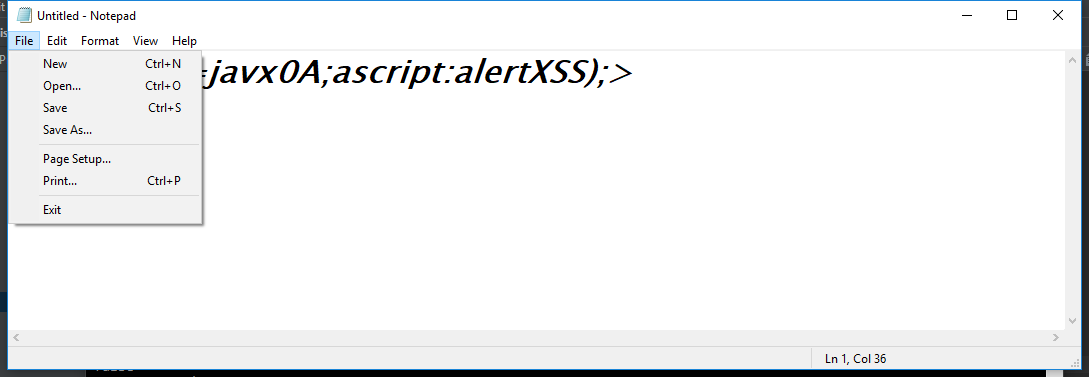 Untitled - Notepad
File Edit Format View Help
=javx0A;ascript:alertXSS);>
New Ctrl+N
Open... Ctrl+O
Save Ctrl+S
Save As...
Page Setup...
Print... Ctrl+P
Exit
Ln 1, Col 36